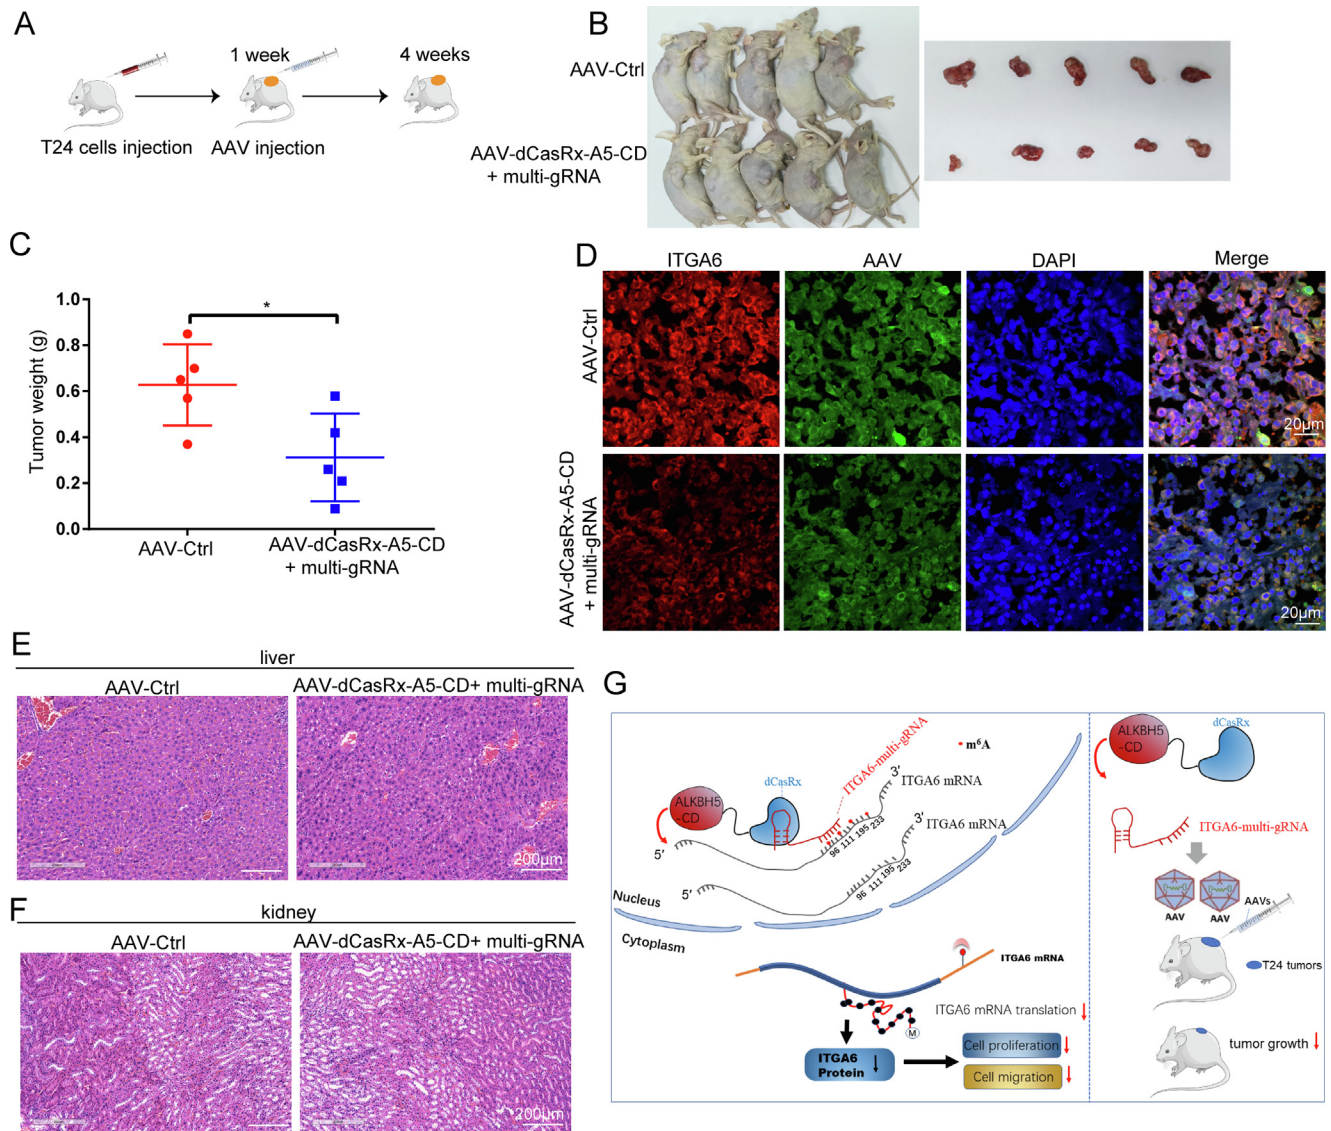 A
1 week
4 weeks
T24 cells injection
AAV injection
B
AAV-Ctrl
AAV-dCasRx-A5-CD
+ multi-gRNA
C
Tumor weight (g)
1.0
0.8
0.6
0.4
0.2
0.0
*
AAV-Ctrl
AAV-dCasRx-A5-CD
+ multi-gRNA
D
ITGA6
AAV
DAPI
Merge
AAV-Ctrl
20μm
AAV-dCasRx-A5-CD
+ multi-gRNA
20μm
E
liver
AAV-Ctrl
AAV-dCasRx-A5-CD+ multi-gRNA
200μm
F
kidney
AAV-Ctrl
AAV-dCasRx-A5-CD+ multi-gRNA
200μm
G
ALKBH5
-CD
dCasRx
ITGA6-multi-gRNA
m⁶A
3′
ITGA6 mRNA
5′
96 111 195 233
3′
ITGA6 mRNA
5′
96 111 195 233
Nucleus
Cytoplasm
ITGA6 mRNA
ITGA6 mRNA translation
M
ITGA6
Protein
Cell proliferation
Cell migration
ALKBH5
-CD
dCasRx
ITGA6-multi-gRNA
AAV
AAV
AAVs
T24 tumors
tumor growth